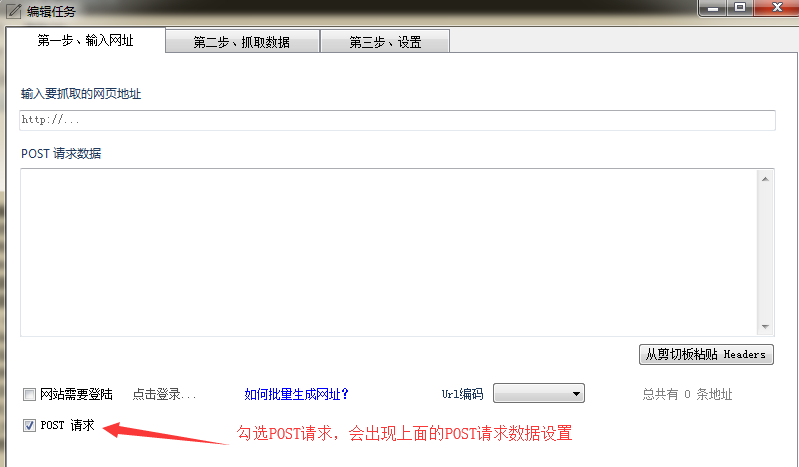 编辑任务
第一步、输入网址 第二步、抓取数据 第三步、设置
输入要抓取的网页地址
http://...
POST 请求数据
从剪切板粘贴 Headers
网站需要登陆 点击登录... 如何批量生成网址? Url编码 总共有 0 条地址
POST 请求 勾选POST请求，会出现上面的POST请求数据设置